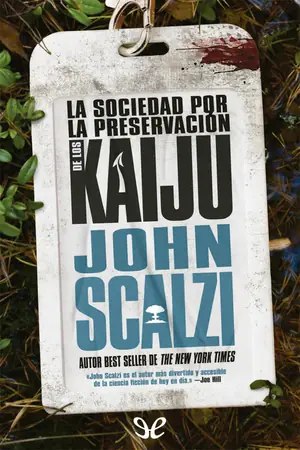 LA SOCIEDAD POR
LA PRESERVACIÓN
DE LOS
KAIJU
JOHN
SCALZI
AUTOR BEST SELLER DE THE NEW YORK TIMES
«John Scalzi es el autor más divertido y accesible
de la ciencia ficción de hoy en día.» —Joe Hill